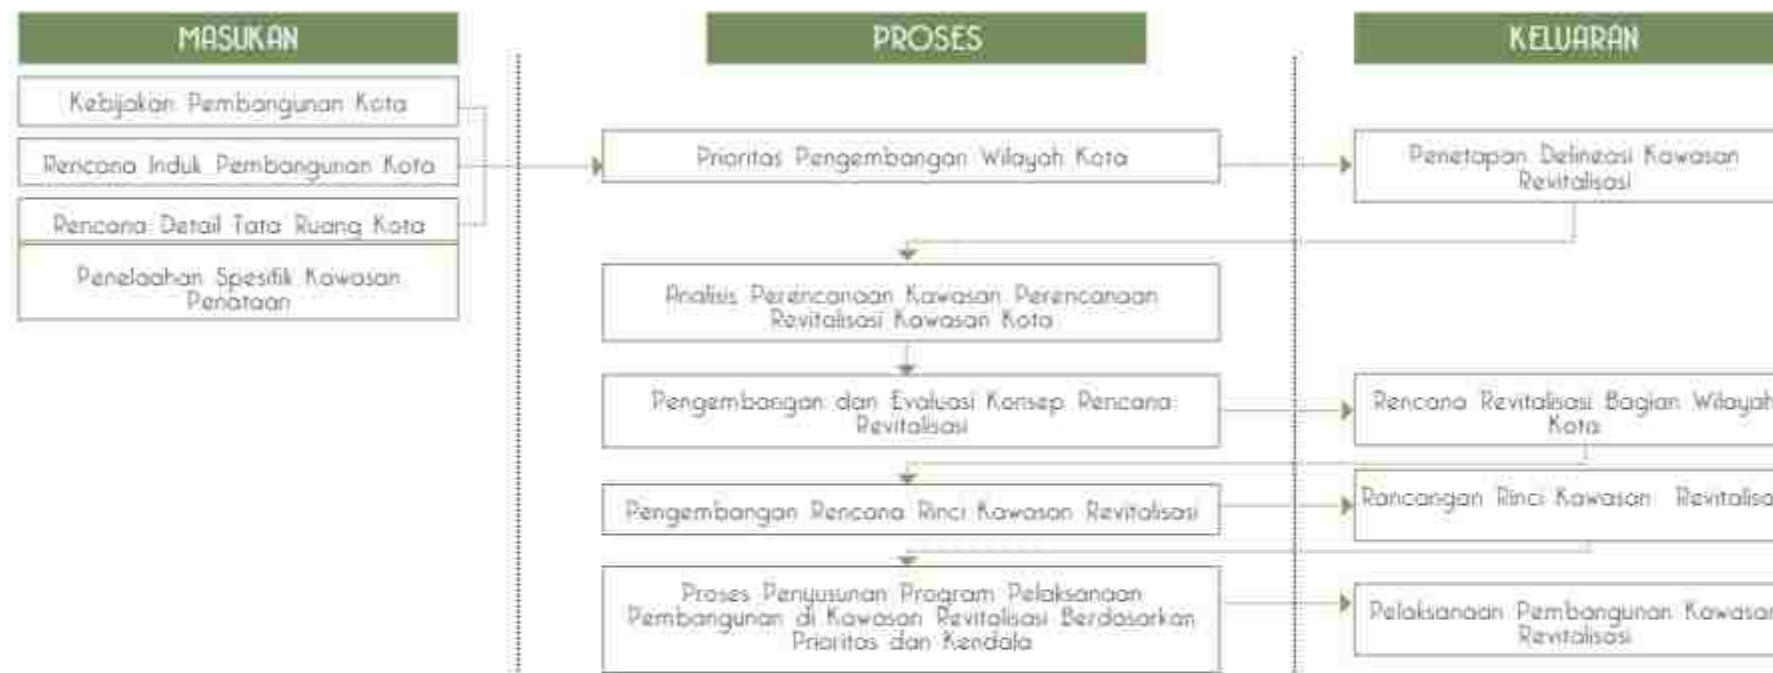 MASUKAN
Kebijakan Pembangunan Kota
Rencana Induk Pembangunan Kota
Rencana Detail Tata Ruang Kota
Penelaahan Spesifik Kawasan
Penataan
PROSES
Prioritas Pengembangan Wilayah Kota
Analisis Perencanaan Kawasan Perencanaan
Revitalisasi Kawasan Kota
Pengembangan dan Evaluasi Konsep Rencana
Revitalisasi
Pengembangan Rencana Rinci Kawasan Revitalisasi
Proses Penyusunan Program Pelaksanaan
Pembangunan di Kawasan Revitalisasi Berdasarkan
Prioritas dan Kendala
KELUARAN
Penetapan Delineasi Kawasan
Revitalisasi
Rencana Revitalisasi Bagian Wilayah
Kota
Rancangan Rinci Kawasan Revitalisa
Pelaksanaan Pembangunan Kawasan
Revitalisasi